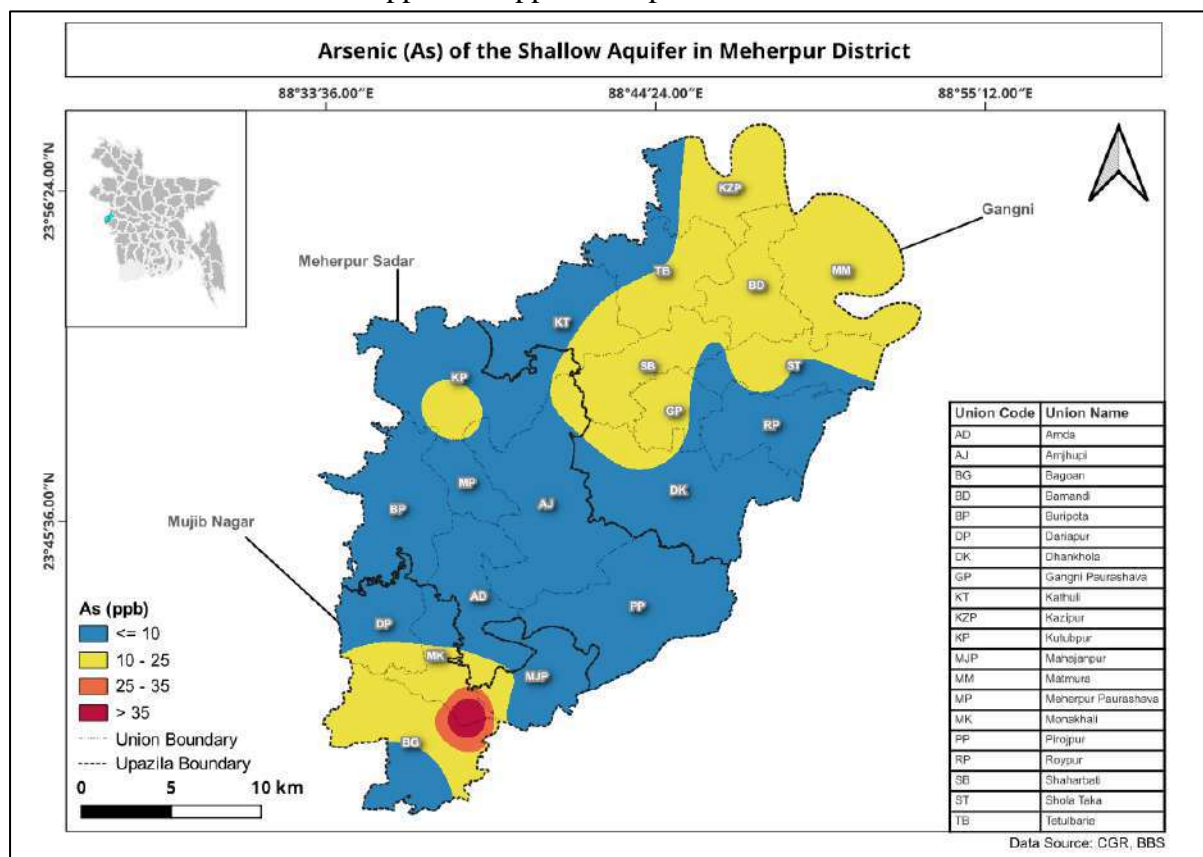 Arsenic (As) of the Shallow Aquifer in Meherpur District
88°33′36.00″E 88°44′24.00″E 88°55′12.00″E
23°56′24.00″N
23°45′36.00″N
Gangni
Meherpur Sadar
Mujib Nagar
KZP
TB
MM
BD
KT
SB
ST
KP
GP
RP
MP
DK
AJ
BP
AD
PP
DP
MK
MJP
BG
As (ppb)
<= 10
10 - 25
25 - 35
> 35
Union Boundary
Upazila Boundary
0 5 10 km
Union Code Union Name
AD Amda
AJ Amjhupi
BG Bagoan
BD Bamandi
BP Buripota
DP Dariapur
DK Dhankhola
GP Gangni Paurashava
KT Kathuli
KZP Kazipur
KP Kutubpur
MJP Mahajanpur
MM Matmura
MP Meherpur Paurashava
MK Monakhali
PP Pirojpur
RP Roypur
SB Shaharbati
ST Shola Taka
TB Tetulbaria
Data Source: CGR, BBS